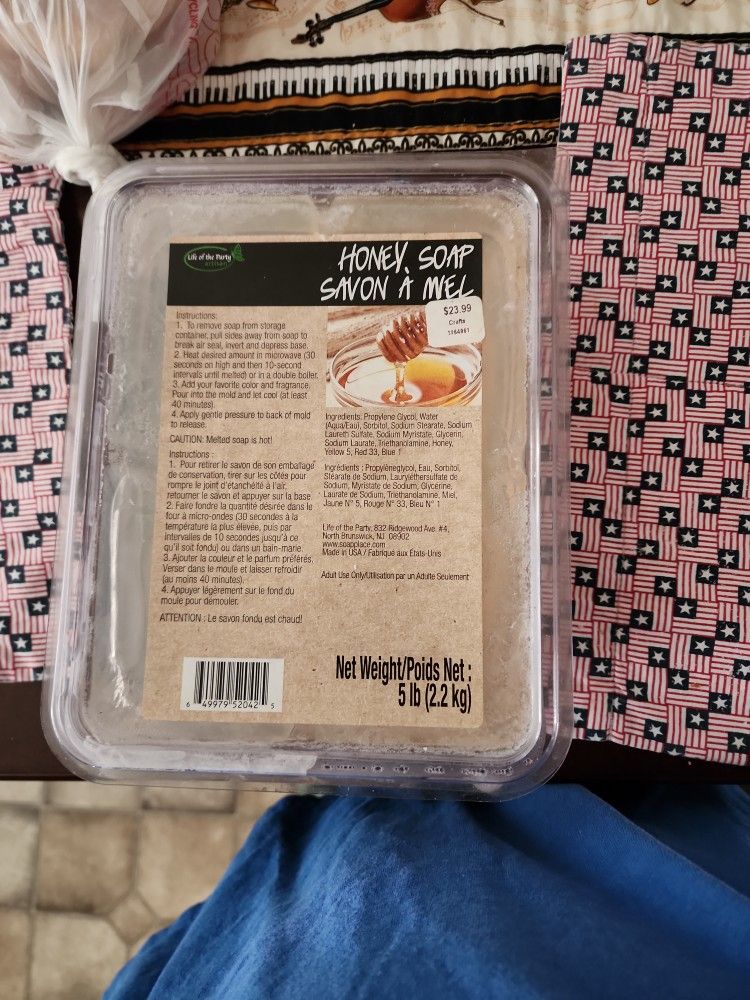 Life of the Party
artisan
HONEY SOAP
SAVON À MIEL
$23.99
Crafts
Instructions:
1. To remove soap from storage
container, pull sides away from soap to
break air seal, invert and depress base.
2. Heat desired amount in microwave (30
seconds on high and then 10-second
intervals until melted) or in a double boiler.
3. Add your favorite color and fragrance.
Pour into the mold and let cool (at least
40 minutes).
4. Apply gentle pressure to back of mold
to release.
CAUTION: Melted soap is hot!
Instructions :
1. Pour retirer le savon de son emballage
de conservation, tirer sur les côtés pour
rompre le joint d'étanchéité à l'air,
retourner le savon et appuyer sur la base.
2. Faire fondre la quantité désirée dans le
four à micro-ondes (30 secondes à la
température la plus élevée, puis par
intervalles de 10 secondes jusqu'à ce
qu'il soit fondu) ou dans un bain-marie.
3. Ajouter la couleur et le parfum préférés.
Verser dans le moule et laisser refroidir
(au moins 40 minutes).
4. Appuyer légèrement sur le fond du
moule pour démouler.
ATTENTION : Le savon fondu est chaud!
Ingredients: Propylene Glycol, Water
(Aqua/Eau), Sorbitol, Sodium Stearate, Sodium
Laureth Sulfate, Sodium Myristate, Glycerin,
Sodium Laurate, Triethanolamine, Honey,
Yellow 5, Red 33, Blue 1
Ingrédients : Propylèneglycol, Eau, Sorbitol,
Stéarate de Sodium, Lauryléthersulfate de
Sodium, Myristate de Sodium, Glycérine,
Laurate de Sodium, Triéthanolamine, Miel,
Jaune N° 5, Rouge N° 33, Bleu N° 1
Life of the Party, 832 Ridgewood Ave. #4,
North Brunswick, NJ 08902
www.soapplace.com
Made in USA / Fabriqué aux États-Unis
Adult Use Only/Utilisation par un Adulte Seulement
Net Weight/Poids Net :
5 lb (2.2 kg)
6 49979 52042 5